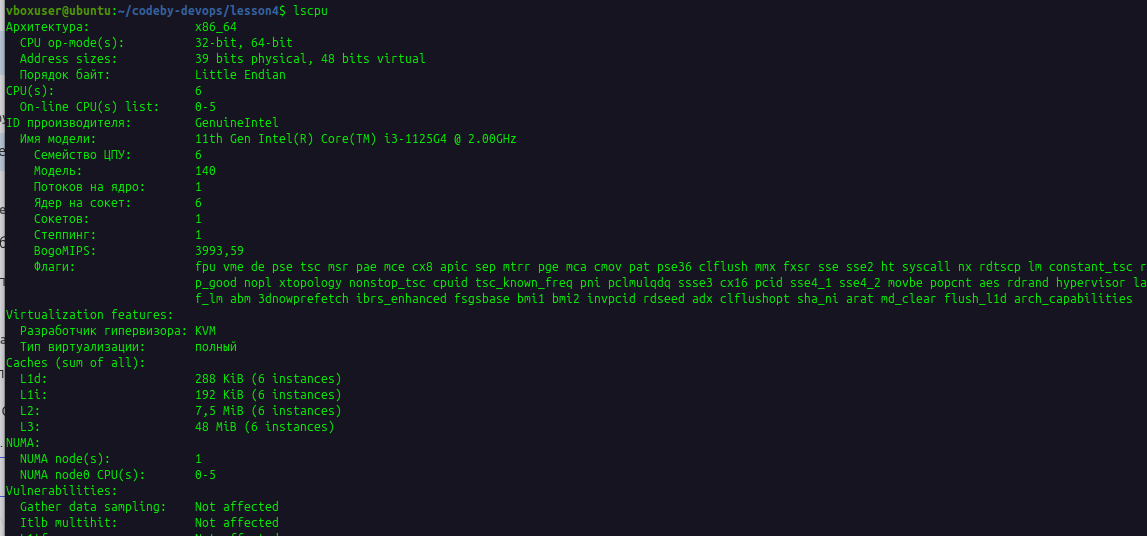 vboxuser@ubuntu:~/codeby-devops/lesson4$ lscpu
Архитектура: x86_64
CPU op-mode(s): 32-bit, 64-bit
Address sizes: 39 bits physical, 48 bits virtual
Порядок байт: Little Endian
CPU(s): 6
On-line CPU(s) list: 0-5
ID прроизводителя: GenuineIntel
Имя модели: 11th Gen Intel(R) Core(TM) i3-1125G4 @ 2.00GHz
Семейство ЦПУ: 6
Модель: 140
Потоков на ядро: 1
Ядер на сокет: 6
Сокетов: 1
Степпинг: 1
BogoMIPS: 3993,59
Флаги: fpu vme de pse tsc msr pae mce cx8 apic sep mtrr pge mca cmov pat pse36 clflush mmx fxsr sse sse2 ht syscall nx rdtscp lm constant_tsc r
p_good nopl xtopology nonstop_tsc cpuid tsc_known_freq pni pclmulqdq ssse3 cx16 pcid sse4_1 sse4_2 movbe popcnt aes rdrand hypervisor la
f_lm abm 3dnowprefetch ibrs_enhanced fsgsbase bmi1 bmi2 invpcid rdseed adx clflushopt sha_ni arat md_clear flush_l1d arch_capabilities
Virtualization features:
Разработчик гипервизора: KVM
Тип виртуализации: полный
Caches (sum of all):
L1d: 288 KiB (6 instances)
L1i: 192 KiB (6 instances)
L2: 7,5 MiB (6 instances)
L3: 48 MiB (6 instances)
NUMA:
NUMA node(s): 1
NUMA node0 CPU(s): 0-5
Vulnerabilities:
Gather data sampling: Not affected
Itlb multihit: Not affected